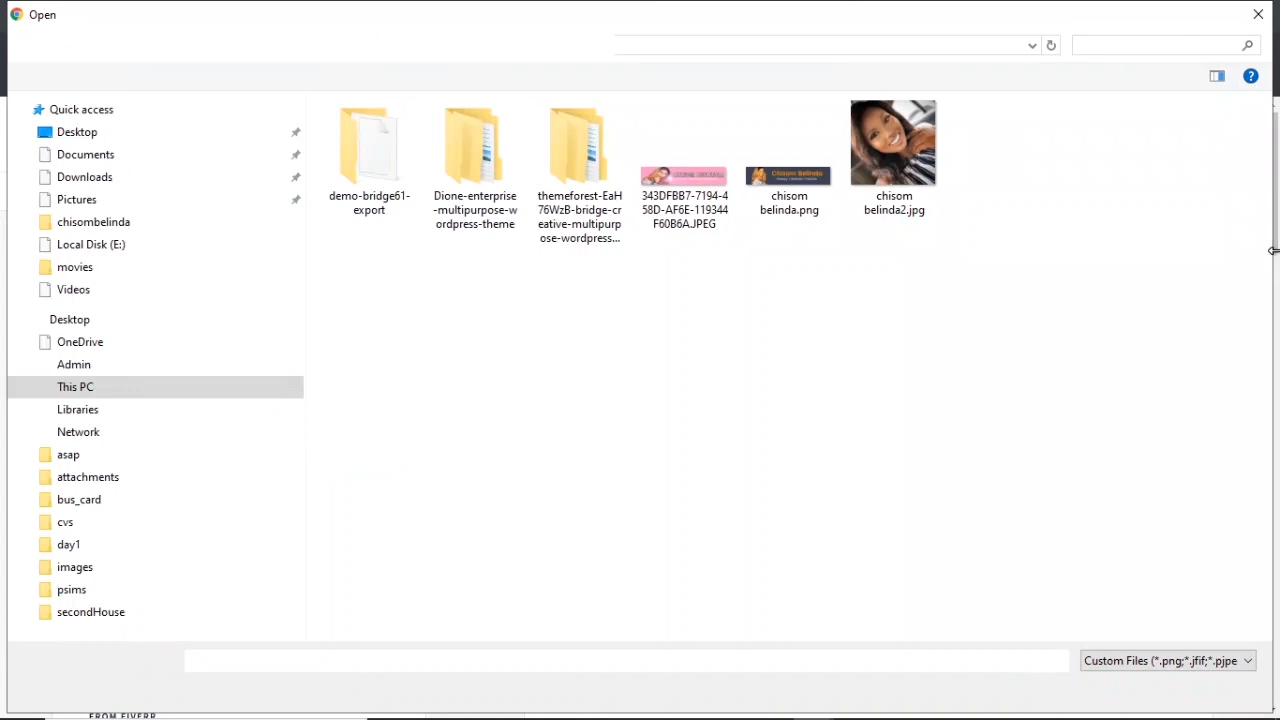 Open
Quick access
Desktop
Documents
Downloads
Pictures
chisombelinda
Local Disk (E:)
movies
Videos
Desktop
OneDrive
Admin
This PC
Libraries
Network
asap
attachments
bus_card
cvs
day1
images
psims
secondHouse
demo-bridge61-
export
Dione-enterprise
-multipurpose-w
ordpress-theme
themeforest-EaH
76WzB-bridge-cr
eative-multipurp
ose-wordpress...
343DFBB7-7194-4
58D-AF6E-119344
F60B6A.JPEG
Chisom Belinda
chisom
belinda.png
chisom
belinda2.jpg
Custom Files (*.png;*.jfif;*.pjpe
FROM FIVERR